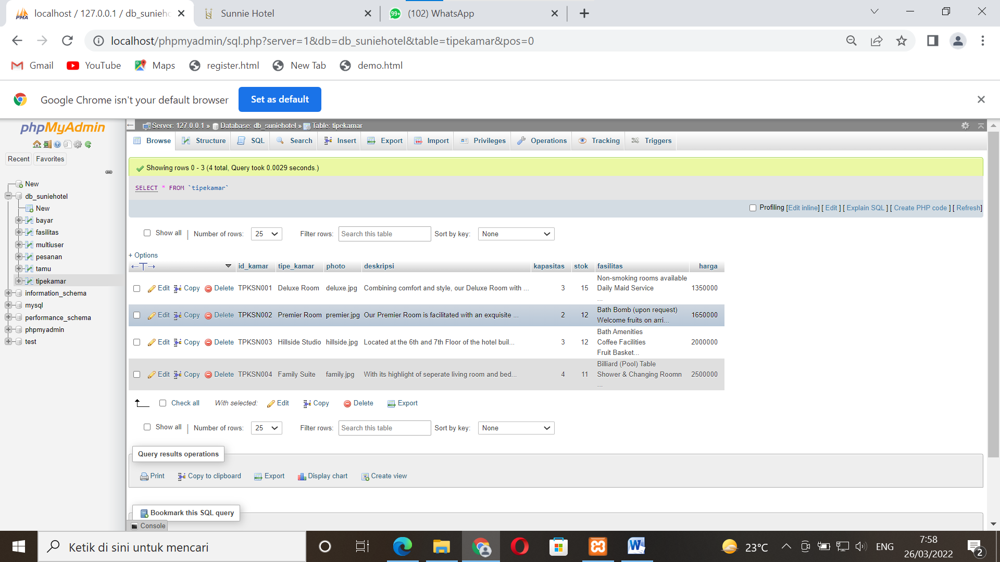 localhost / 127.0.0.1 / db_sunieh
Sunnie Hotel
99+
(102) WhatsApp
localhost/phpmyadmin/sql.php?server=1&db=db_suniehotel&table=tipekamar&pos=0
Gmail YouTube Maps register.html New Tab demo.html
Google Chrome isn't your default browser Set as default
phpMyAdmin
Recent Favorites
New
db_suniehotel
New
bayar
fasilitas
multiuser
pesanan
tamu
tipekamar
information_schema
mysql
performance_schema
phpmyadmin
test
Server: 127.0.0.1 » Database: db_suniehotel » Table: tipekamar
Browse Structure SQL Search Insert Export Import Privileges Operations Tracking Triggers
Showing rows 0 - 3 (4 total, Query took 0.0029 seconds.)
SELECT * FROM `tipekamar`
Profiling [Edit inline] [ Edit ] [ Explain SQL ] [ Create PHP code ] [ Refresh]
Show all | Number of rows: 25 Filter rows: Search this table Sort by key: None
+ Options
←T→ id_kamar tipe_kamar photo deskripsi kapasitas stok fasilitas harga
Edit Copy Delete TPKSN001 Deluxe Room deluxe.jpg Combining comfort and style, our Deluxe Room with ... 3 15 Non-smoking rooms available
Daily Maid Service
... 1350000
Edit Copy Delete TPKSN002 Premier Room premier.jpg Our Premier Room is facilitated with an exquisite ... 2 12 Bath Bomb (upon request)
Welcome fruits on arri... 1650000
Edit Copy Delete TPKSN003 Hillside Studio hillside.jpg Located at the 6th and 7th Floor of the hotel buil... 3 12 Bath Amenities
Coffee Facilities
Fruit Basket... 2000000
Edit Copy Delete TPKSN004 Family Suite family.jpg With its highlight of seperate living room and bed... 4 11 Billiard (Pool) Table
Shower & Changing Roomn
... 2500000
Check all With selected: Edit Copy Delete Export
Show all | Number of rows: 25 Filter rows: Search this table Sort by key: None
Query results operations
Print Copy to clipboard Export Display chart Create view
Bookmark this SQL query
Console
Ketik di sini untuk mencari
23°C
ENG
7:58
26/03/2022
2